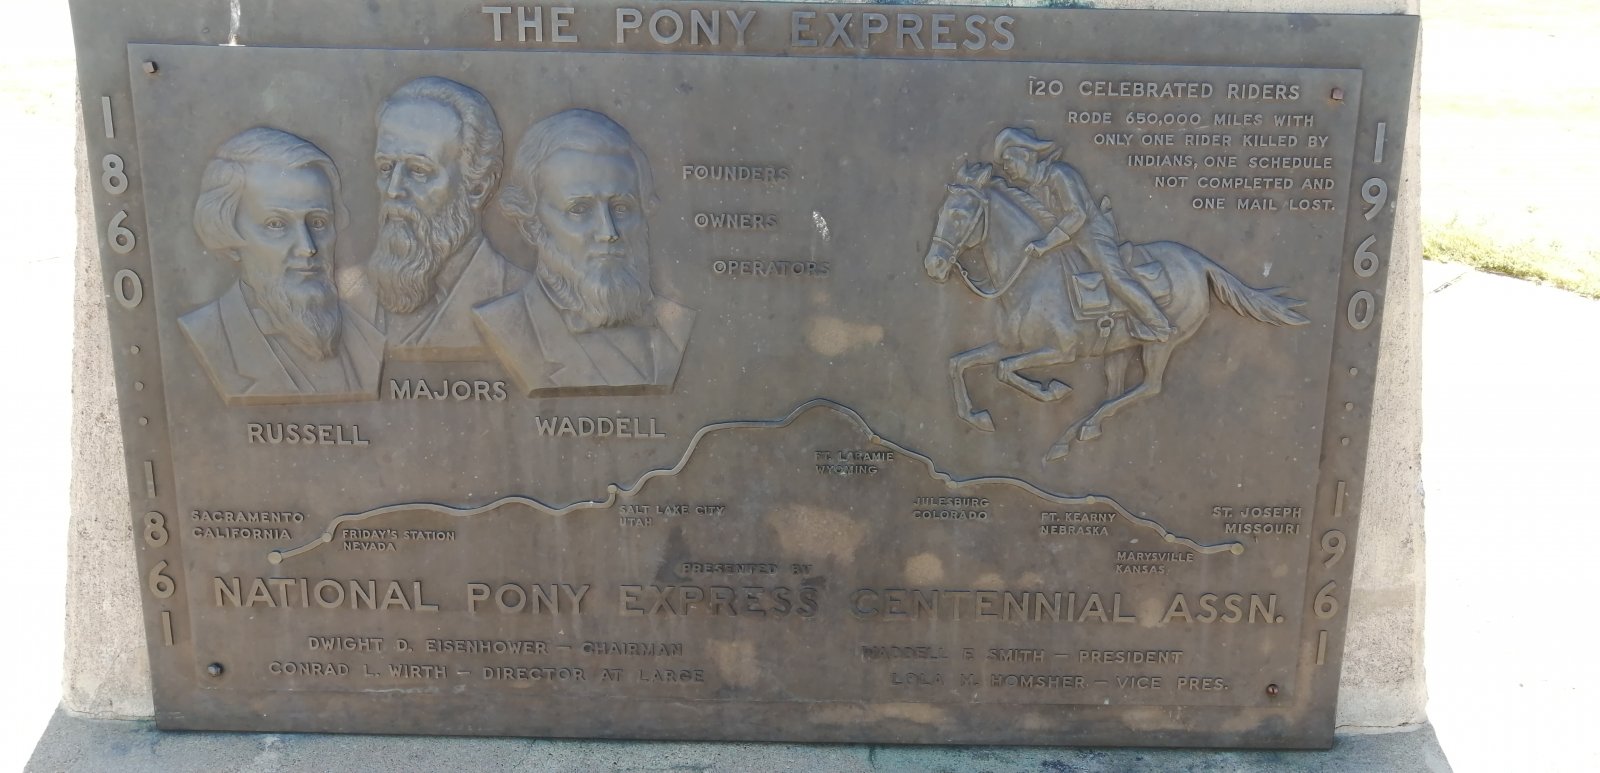 THE PONY EXPRESS
1860...1861
1960...1961
120 CELEBRATED RIDERS
RODE 650,000 MILES WITH
ONLY ONE RIDER KILLED BY
INDIANS, ONE SCHEDULE
NOT COMPLETED AND
ONE MAIL LOST.
FOUNDERS
OWNERS
OPERATORS
RUSSELL
MAJORS
WADDELL
SACRAMENTO
CALIFORNIA
FRIDAY'S STATION
NEVADA
SALT LAKE CITY
UTAH
FT. LARAMIE
WYOMING
JULESBURG
COLORADO
FT. KEARNY
NEBRASKA
MARYSVILLE
KANSAS
ST. JOSEPH
MISSOURI
PRESENTED BY
NATIONAL PONY EXPRESS CENTENNIAL ASSN.
DWIGHT D. EISENHOWER – CHAIRMAN
CONRAD L. WIRTH – DIRECTOR AT LARGE
WADDELL F. SMITH – PRESIDENT
LOLA M. HOMSHER – VICE PRES.